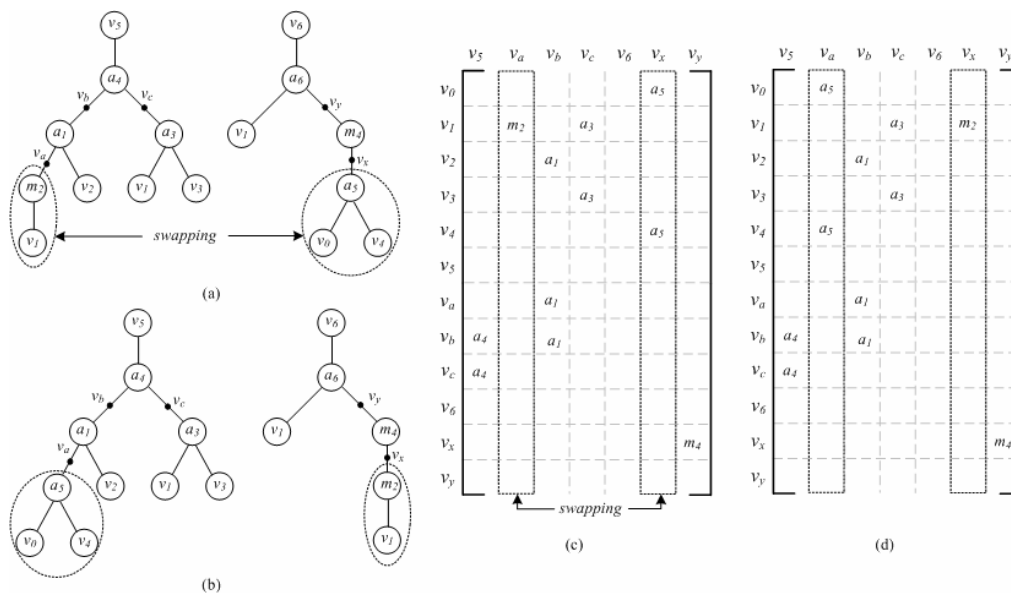 v5 v6
a4 a6
vb vc vy
a1 a3 v1 m4
va vx
m2 v2 v1 v3 a5
v1 swapping v0 v4
(a)
v5 v6
a4 a6
vb vc vy
a1 a3 v1 m4
va vx
a5 v2 v1 v3 m2
v0 v4 v1
(b)
v5 va vb vc v6 vx vy
v0 a5
v1 m2 a3
v2 a1
v3 a3
v4 a5
v5
va a1
vb a4 a1
vc a4
v6
vx m4
vy
swapping
(c)
v5 va vb vc v6 vx vy
v0 a5
v1 a3 m2
v2 a1
v3 a3
v4 a5
v5
va a1
vb a4 a1
vc a4
v6
vx m4
vy
(d)